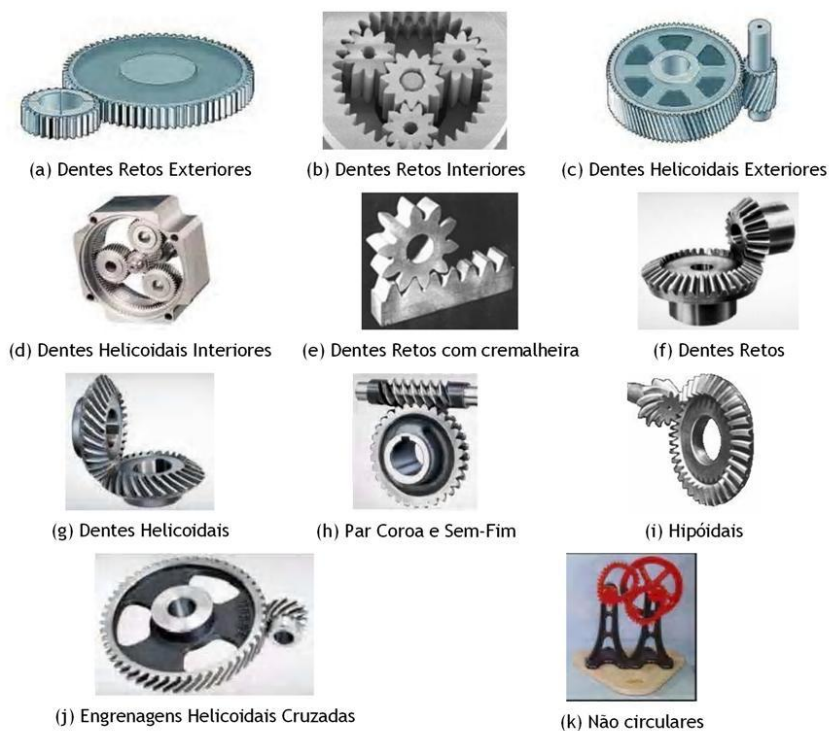 (a) Dentes Retos Exteriores
(b) Dentes Retos Interiores
(c) Dentes Helicoidais Exteriores
(d) Dentes Helicoidais Interiores
(e) Dentes Retos com cremalheira
(f) Dentes Retos
(g) Dentes Helicoidais
(h) Par Coroa e Sem-Fim
(i) Hipóidais
(j) Engrenagens Helicoidais Cruzadas
(k) Não circulares